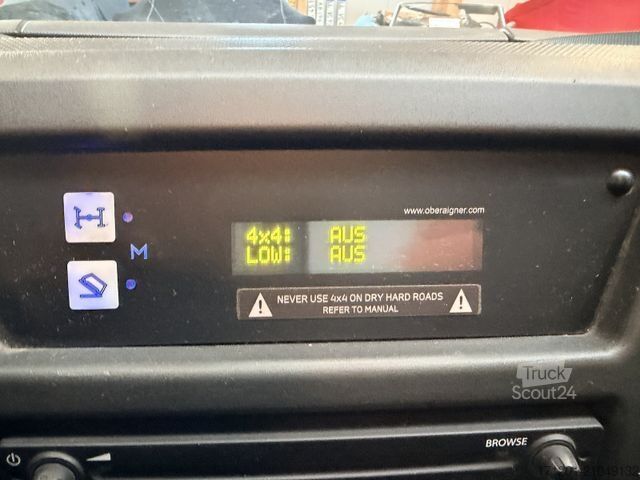 www.oberaigner.com
4x4: AUS
LOW: AUS
M
NEVER USE 4x4 ON DRY HARD ROADS
REFER TO MANUAL
Truck
Scout24
BROWSE